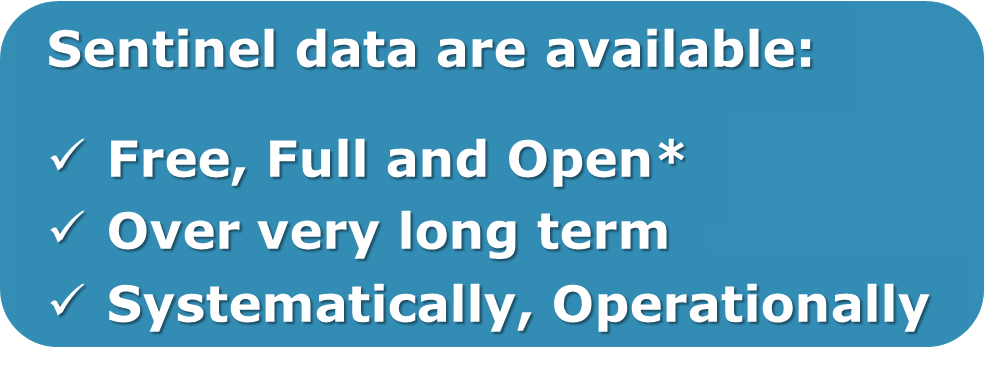 Sentinel data are available:
✓ Free, Full and Open*
✓ Over very long term
✓ Systematically, Operationally